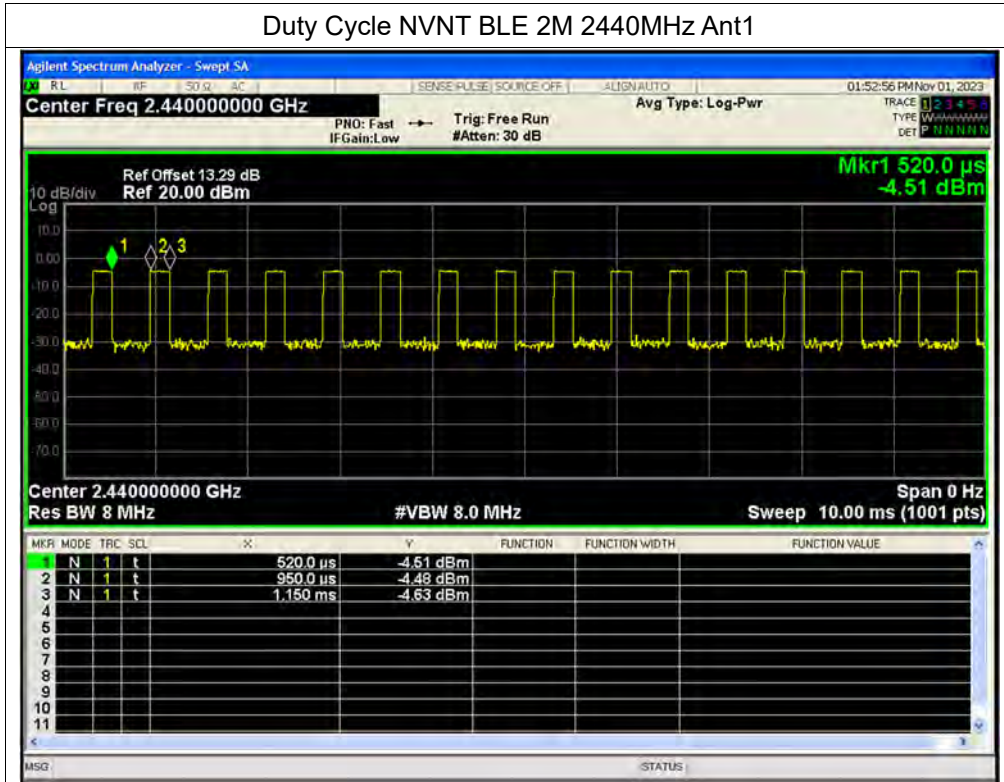 Duty Cycle NVNT BLE 2M 2440MHz Ant1
Agilent Spectrum Analyzer - Swept SA
LXI RL RF 50 Ω AC SENSE:PULSE SOURCE OFF ALIGN AUTO 01:52:56 PM Nov 01, 2023
Center Freq 2.440000000 GHz Avg Type: Log-Pwr TRACE 1 2 3 4 5 6
PNO: Fast Trig: Free Run TYPE W
IFGain:Low #Atten: 30 dB DET P N N N N N
Mkr1 520.0 µs
Ref Offset 13.29 dB
10 dB/div Ref 20.00 dBm -4.51 dBm
Log
10.0
1 2 3
0.00
-10.0
-20.0
-30.0
-40.0
-50.0
-60.0
-70.0
Center 2.440000000 GHz Span 0 Hz
Res BW 8 MHz #VBW 8.0 MHz Sweep 10.00 ms (1001 pts)
MKR MODE TRC SCL X Y FUNCTION FUNCTION WIDTH FUNCTION VALUE
1 N 1 t 520.0 µs -4.51 dBm
2 N 1 t 950.0 µs -4.48 dBm
3 N 1 t 1.150 ms -4.63 dBm
4
5
6
7
8
9
10
11
MSG STATUS